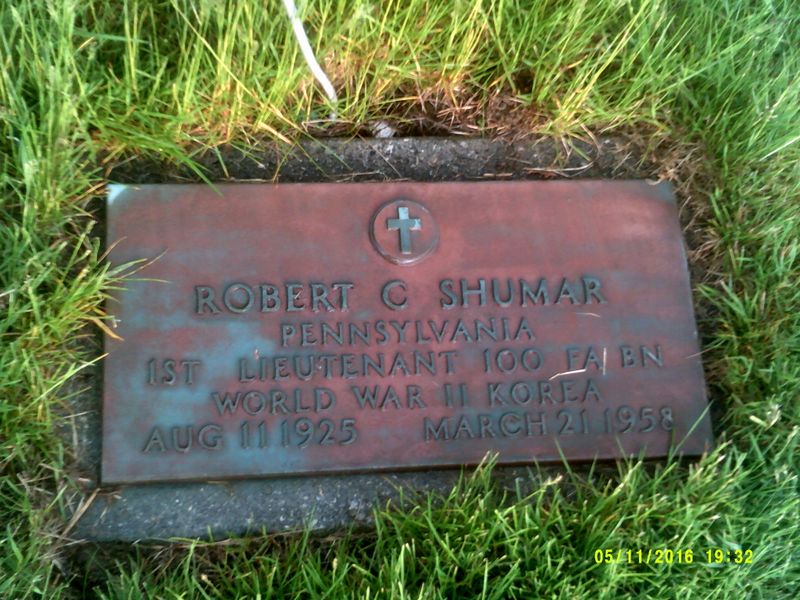 ROBERT C SHUMAR
PENNSYLVANIA
1ST LIEUTENANT 100 FA BN
WORLD WAR II KOREA
AUG 11 1925 MARCH 21 1958
05/11/2016 19:32